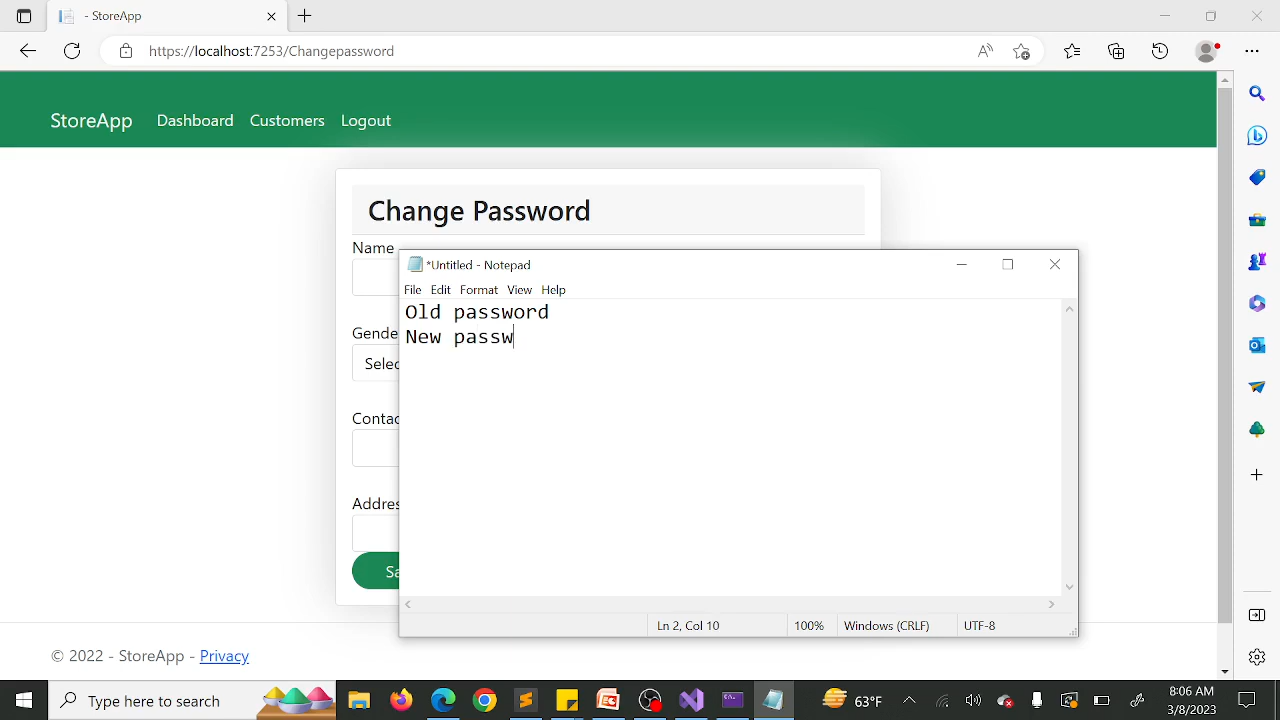 - StoreApp
https://localhost:7253/Changepassword
StoreApp Dashboard Customers Logout
Change Password
Name
*Untitled - Notepad
File Edit Format View Help
Old password
New passw
Gende
Selec
Contac
Addres
Sa
Ln 2, Col 10 100% Windows (CRLF) UTF-8
© 2022 - StoreApp - Privacy
Type here to search
63°F
8:06 AM
3/8/2023